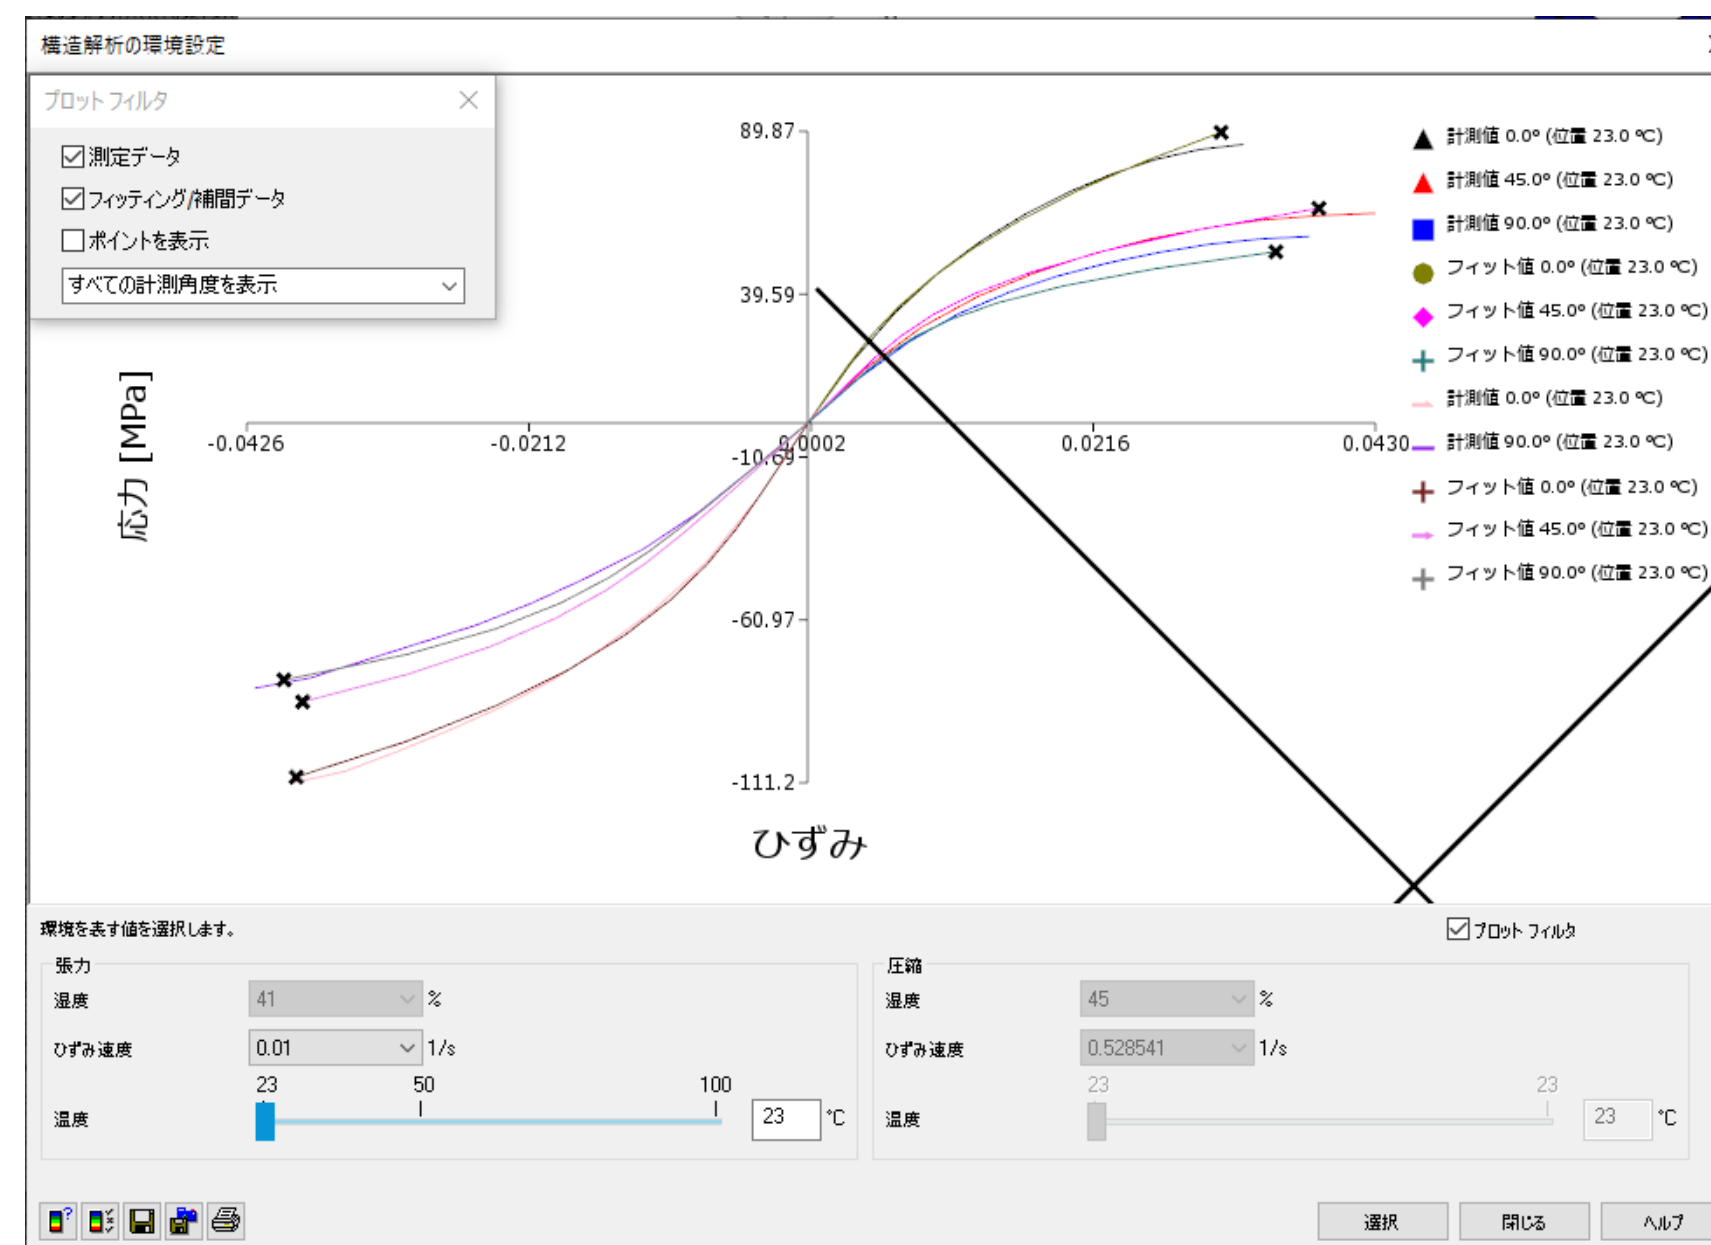 構造解析の環境設定
プロット フィルタ
測定データ
フィッティング/補間データ
ポイントを表示
すべての計測角度を表示
89.87
39.59
-10.69
-60.97
-111.2
応力 [MPa]
-0.0426
-0.0212
0.0002
0.0216
0.0430
ひずみ
計測値 0.0° (位置 23.0 ℃)
計測値 45.0° (位置 23.0 ℃)
計測値 90.0° (位置 23.0 ℃)
フィット値 0.0° (位置 23.0 ℃)
フィット値 45.0° (位置 23.0 ℃)
フィット値 90.0° (位置 23.0 ℃)
計測値 0.0° (位置 23.0 ℃)
計測値 90.0° (位置 23.0 ℃)
フィット値 0.0° (位置 23.0 ℃)
フィット値 45.0° (位置 23.0 ℃)
フィット値 90.0° (位置 23.0 ℃)
環境を表す値を選択します。
プロット フィルタ
張力
湿度 41 %
ひずみ速度 0.01 1/s
23 50 100
温度 23 ℃
圧縮
湿度 45 %
ひずみ速度 0.528541 1/s
23 23
温度 23 ℃
選択 閉じる ヘルプ